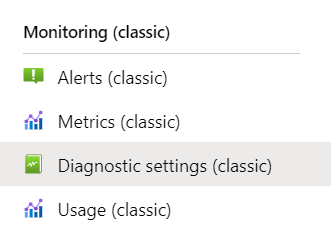 Monitoring (classic)
Alerts (classic)
Metrics (classic)
Diagnostic settings (classic)
Usage (classic)